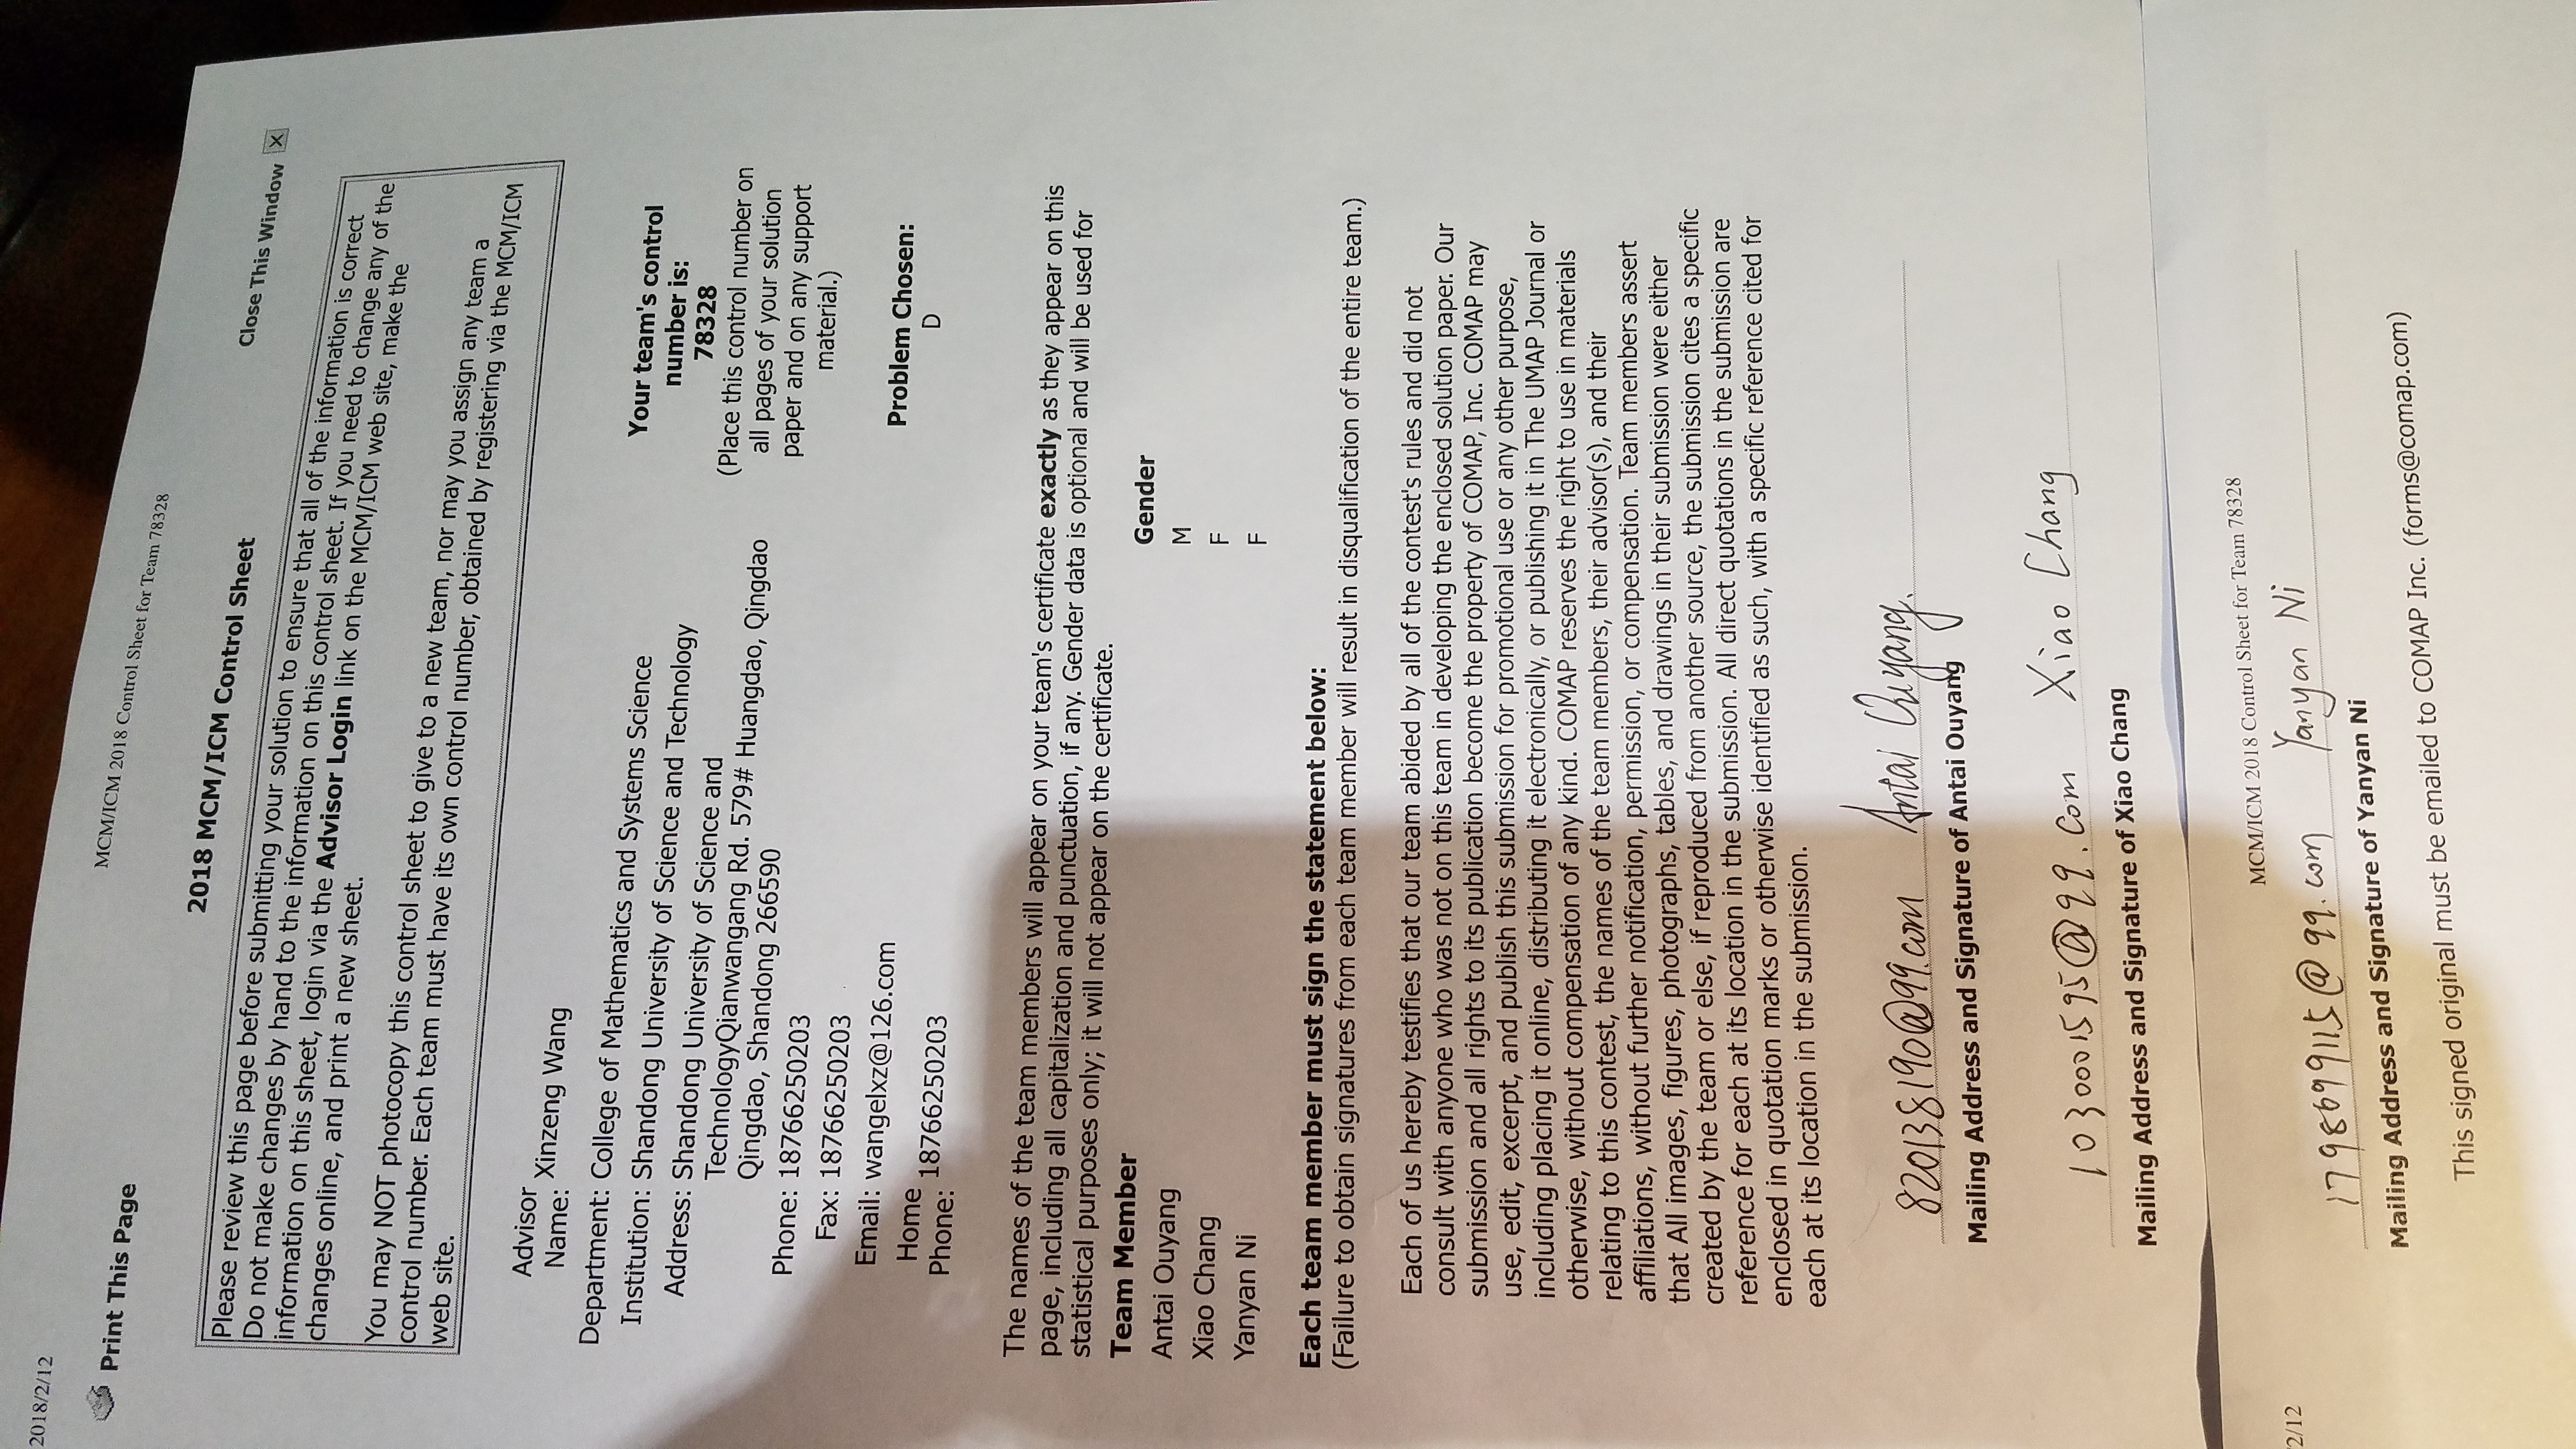 2018/2/12
MCM/ICM 2018 Control Sheet for Team 78328
Print This Page
Close This Window X
2018 MCM/ICM Control Sheet
Please review this page before submitting your solution to ensure that all of the information is correct
Do not make changes by hand to the information on this control sheet. If you need to change any of the
information on this sheet, login via the Advisor Login link on the MCM/ICM web site, make the
changes online, and print a new sheet.
You may NOT photocopy this control sheet to give to a new team, nor may you assign any team a
control number. Each team must have its own control number, obtained by registering via the MCM/ICM
web site.
Advisor
Name: Xinzeng Wang
Department: College of Mathematics and Systems Science
Institution: Shandong University of Science and Technology
Address: Shandong University of Science and
TechnologyQianwangang Rd. 579# Huangdao, Qingdao
Qingdao, Shandong 266590
Phone: 18766250203
Fax: 18766250203
Email: wangelxz@126.com
Home
Phone: 18766250203
Your team's control
number is:
78328
(Place this control number on
all pages of your solution
paper and on any support
material.)
Problem Chosen:
D
The names of the team members will appear on your team's certificate exactly as they appear on this
page, including all capitalization and punctuation, if any. Gender data is optional and will be used for
statistical purposes only; it will not appear on the certificate.
Team Member Gender
Antai Ouyang M
Xiao Chang F
Yanyan Ni F
Each team member must sign the statement below:
(Failure to obtain signatures from each team member will result in disqualification of the entire team.)
Each of us hereby testifies that our team abided by all of the contest's rules and did not
consult with anyone who was not on this team in developing the enclosed solution paper. Our
submission and all rights to its publication become the property of COMAP, Inc. COMAP may
use, edit, excerpt, and publish this submission for promotional use or any other purpose,
including placing it online, distributing it electronically, or publishing it in The UMAP Journal or
otherwise, without compensation of any kind. COMAP reserves the right to use in materials
relating to this contest, the names of the team members, their advisor(s), and their
affiliations, without further notification, permission, or compensation. Team members assert
that All images, figures, photographs, tables, and drawings in their submission were either
created by the team or else, if reproduced from another source, the submission cites a specific
reference for each at its location in the submission. All direct quotations in the submission are
enclosed in quotation marks or otherwise identified as such, with a specific reference cited for
each at its location in the submission.
820138190@qq.com Antai Ouyang.
Mailing Address and Signature of Antai Ouyang
1030001595@qq.com Xiao Chang
Mailing Address and Signature of Xiao Chang
2/12
MCM/ICM 2018 Control Sheet for Team 78328
1798699115@qq.com Yanyan Ni
Mailing Address and Signature of Yanyan Ni
This signed original must be emailed to COMAP Inc. (forms@comap.com)